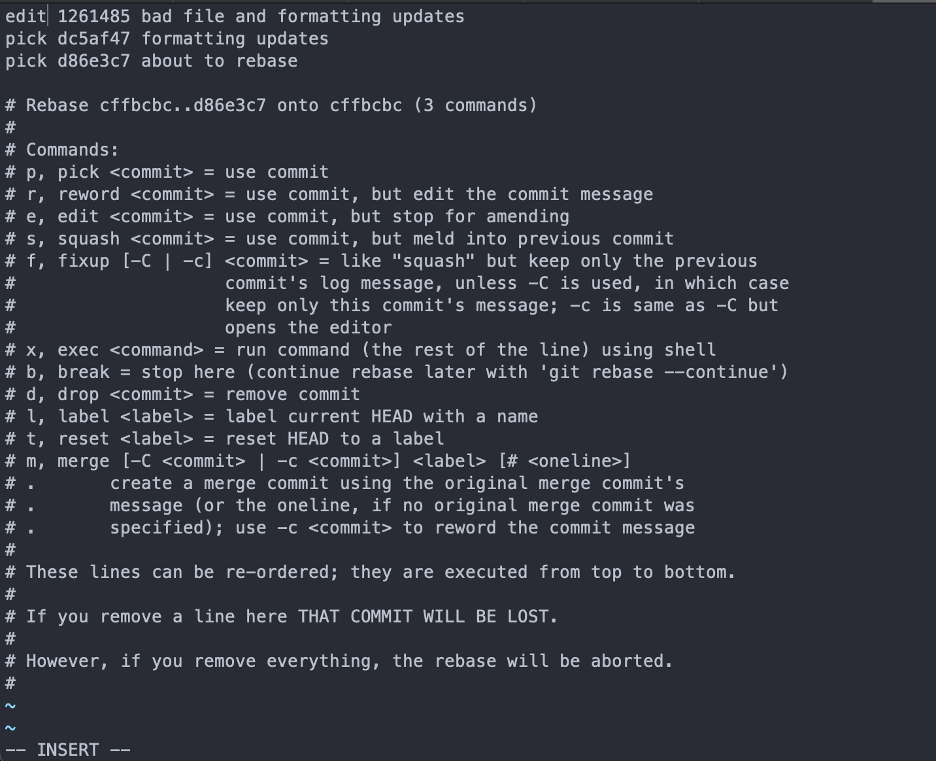 edit 1261485 bad file and formatting updates
pick dc5af47 formatting updates
pick d86e3c7 about to rebase
# Rebase cffbcbc..d86e3c7 onto cffbcbc (3 commands)
#
# Commands:
# p, pick <commit> = use commit
# r, reword <commit> = use commit, but edit the commit message
# e, edit <commit> = use commit, but stop for amending
# s, squash <commit> = use commit, but meld into previous commit
# f, fixup [-C | -c] <commit> = like "squash" but keep only the previous
#                    commit's log message, unless -C is used, in which case
#                    keep only this commit's message; -c is same as -C but
#                    opens the editor
# x, exec <command> = run command (the rest of the line) using shell
# b, break = stop here (continue rebase later with 'git rebase --continue')
# d, drop <commit> = remove commit
# l, label <label> = label current HEAD with a name
# t, reset <label> = reset HEAD to a label
# m, merge [-C <commit> | -c <commit>] <label> [# <oneline>]
# .       create a merge commit using the original merge commit's
# .       message (or the oneline, if no original merge commit was
# .       specified); use -c <commit> to reword the commit message
#
# These lines can be re-ordered; they are executed from top to bottom.
#
# If you remove a line here THAT COMMIT WILL BE LOST.
#
# However, if you remove everything, the rebase will be aborted.
#
~
~
-- INSERT --